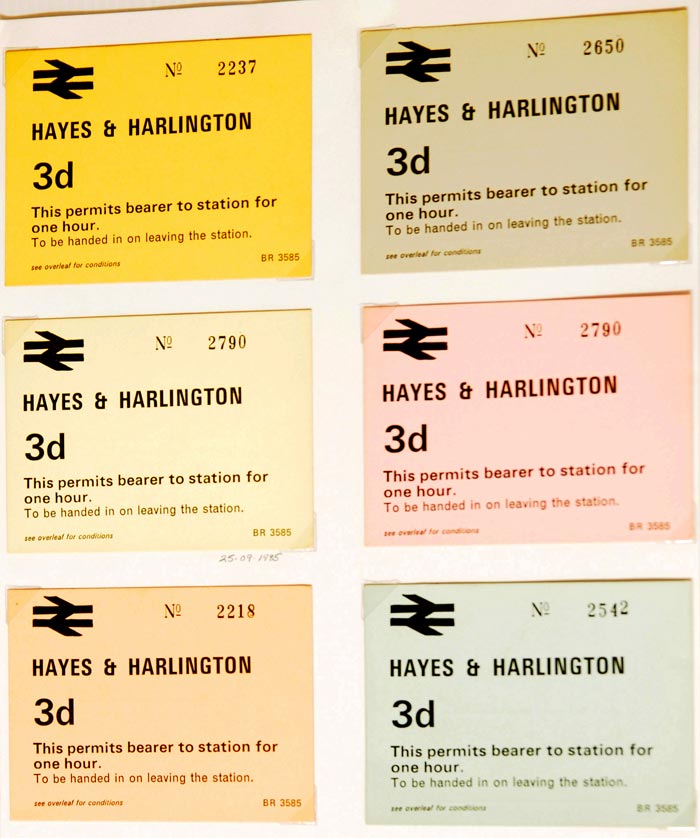 Nº 2237
HAYES & HARLINGTON
3d
This permits bearer to station for
one hour.
To be handed in on leaving the station.
see overleaf for conditions
BR 3585
Nº 2650
HAYES & HARLINGTON
3d
This permits bearer to station for
one hour.
To be handed in on leaving the station.
see overleaf for conditions
BR 3585
Nº 2790
HAYES & HARLINGTON
3d
This permits bearer to station for
one hour.
To be handed in on leaving the station.
see overleaf for conditions
BR 3585
25·09·1985
Nº 2790
HAYES & HARLINGTON
3d
This permits bearer to station for
one hour.
To be handed in on leaving the station.
see overleaf for conditions
BR 3585
Nº 2218
HAYES & HARLINGTON
3d
This permits bearer to station for
one hour.
To be handed in on leaving the station.
see overleaf for conditions
BR 3585
Nº 2542
HAYES & HARLINGTON
3d
This permits bearer to station for
one hour.
To be handed in on leaving the station.
see overleaf for conditions
BR 3585